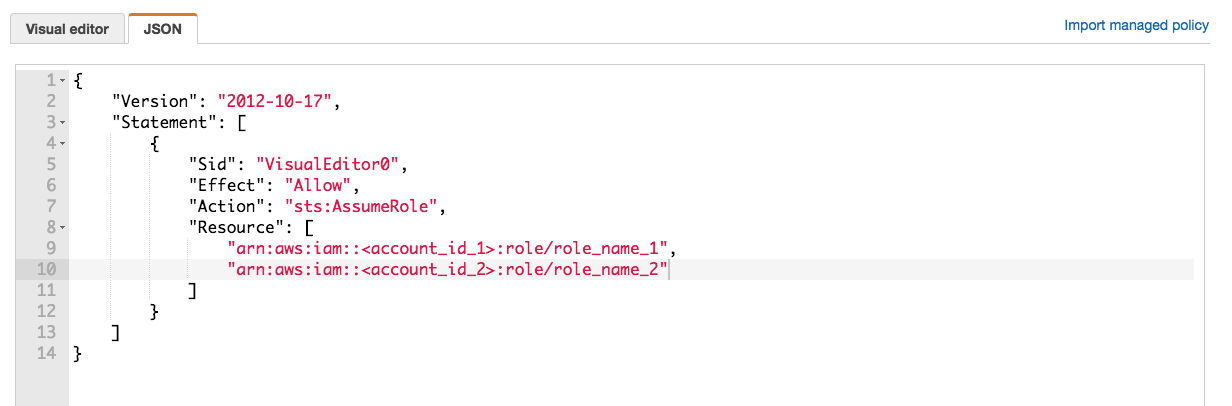 Visual editor
JSON
Import managed policy
1 {
2 "Version": "2012-10-17",
3 "Statement": [
4 {
5 "Sid": "VisualEditor0",
6 "Effect": "Allow",
7 "Action": "sts:AssumeRole",
8 "Resource": [
9 "arn:aws:iam::<account_id_1>:role/role_name_1",
10 "arn:aws:iam::<account_id_2>:role/role_name_2"
11 ]
12 }
13 ]
14 }